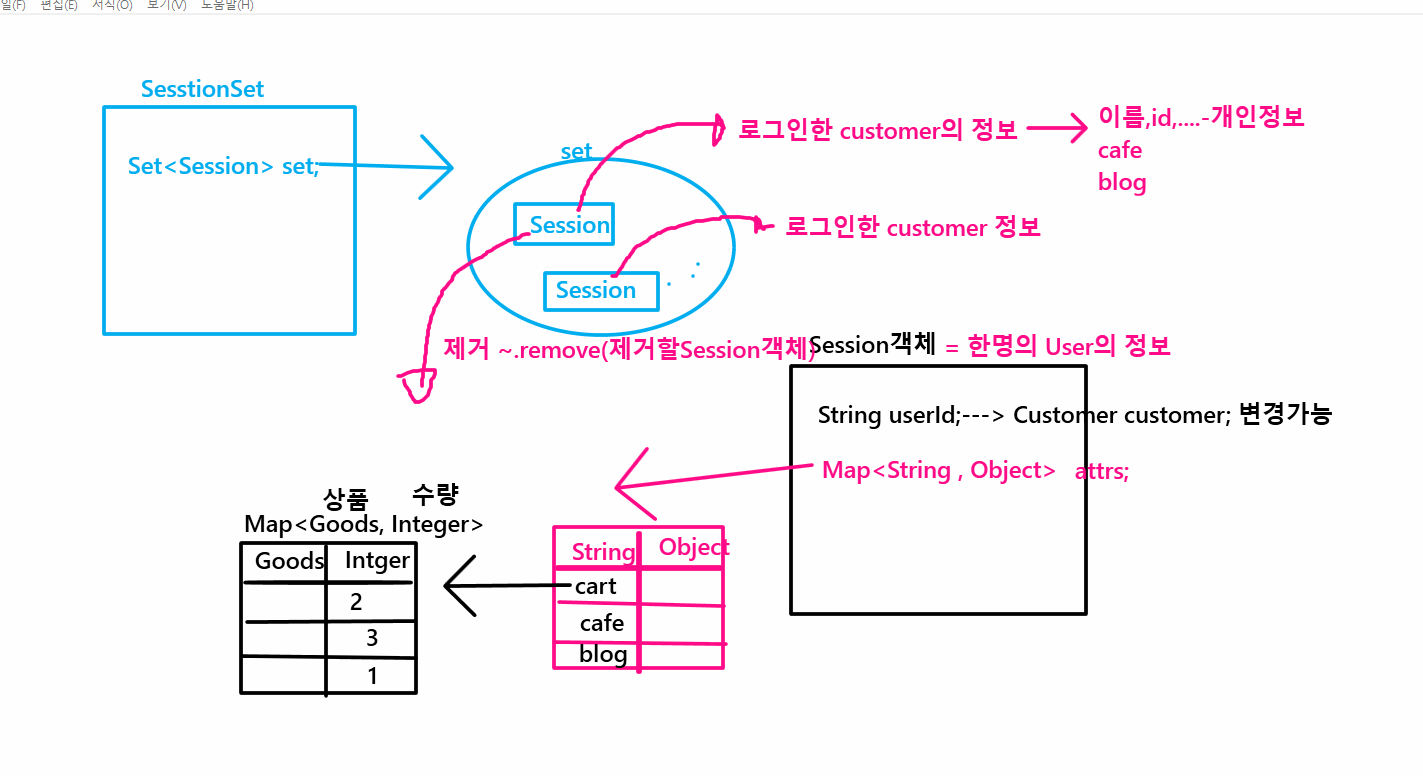 일(F) 편집(E) 서식(O) 보기(V) 도움말(H)
SesstionSet
Set<Session> set;
set
Session
Session
로그인한 customer의 정보
이름,id,....-개인정보
cafe
blog
로그인한 customer 정보
제거 ~.remove(제거할Session객체)
Session객체 = 한명의 User의 정보
String userId;---> Customer customer; 변경가능
Map<String , Object> attrs;
상품 수량
Map<Goods, Integer>
Goods Intger
2
3
1
String Object
cart
cafe
blog